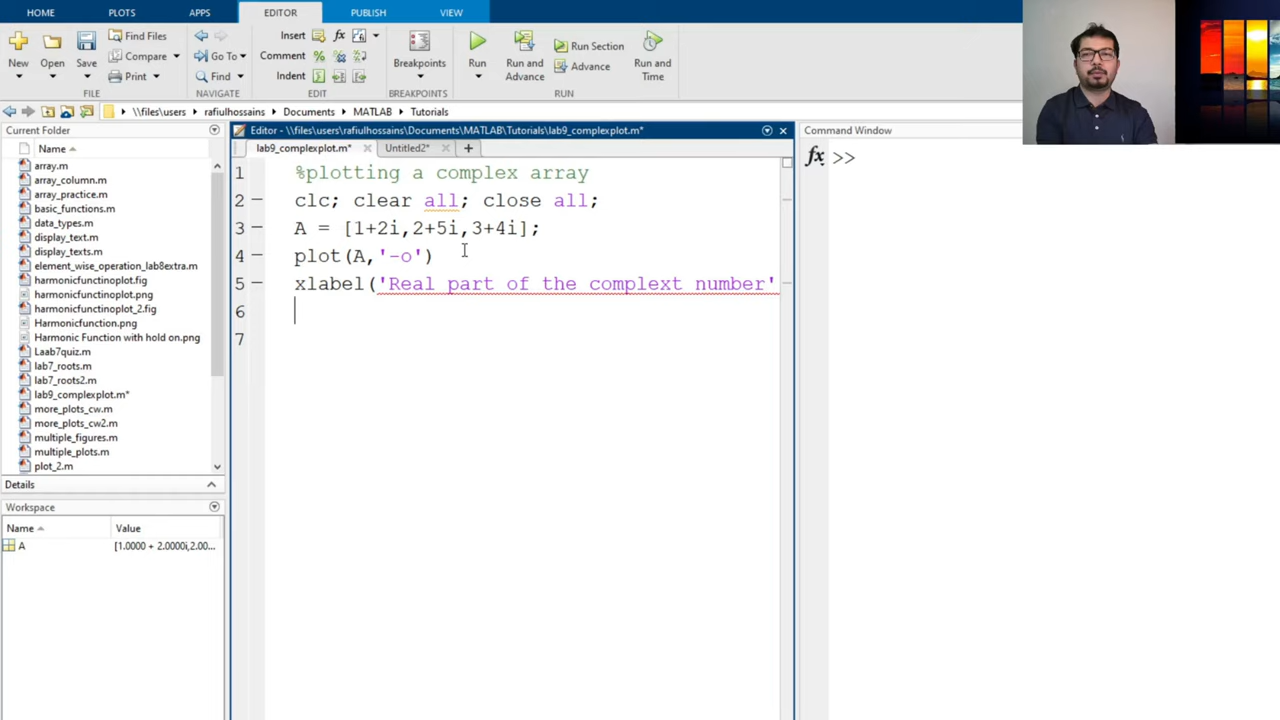 HOME PLOTS APPS EDITOR PUBLISH VIEW
New Open Save Find Files Compare Print
FILE
Go To Find
NAVIGATE
Insert fx
Comment %
Indent
EDIT
Breakpoints
BREAKPOINTS
Run Run and Advance Run Section Advance Run and Time
RUN
\\files\users rafiulhossains Documents MATLAB Tutorials
Current Folder
Name
array.m
array_column.m
array_practice.m
basic_functions.m
data_types.m
display_text.m
display_texts.m
element_wise_operation_lab8extra.m
harmonicfunctinoplot.fig
harmonicfunctinoplot.png
harmonicfunctinoplot_2.fig
Harmonicfunction.png
Harmonic Function with hold on.png
Laab7quiz.m
lab7_roots.m
lab7_roots2.m
lab9_complexplot.m*
more_plots_cw.m
more_plots_cw2.m
multiple_figures.m
multiple_plots.m
plot_2.m
Details
Workspace
Name Value
A [1.0000 + 2.0000i,2.00...
Editor - \\files\users\rafiulhossains\Documents\MATLAB\Tutorials\lab9_complexplot.m*
lab9_complexplot.m* Untitled2* +
1 %plotting a complex array
2 clc; clear all; close all;
3 A = [1+2i,2+5i,3+4i];
4 plot(A,'-o')
5 xlabel('Real part of the complext number'
6
7
Command Window
fx >>